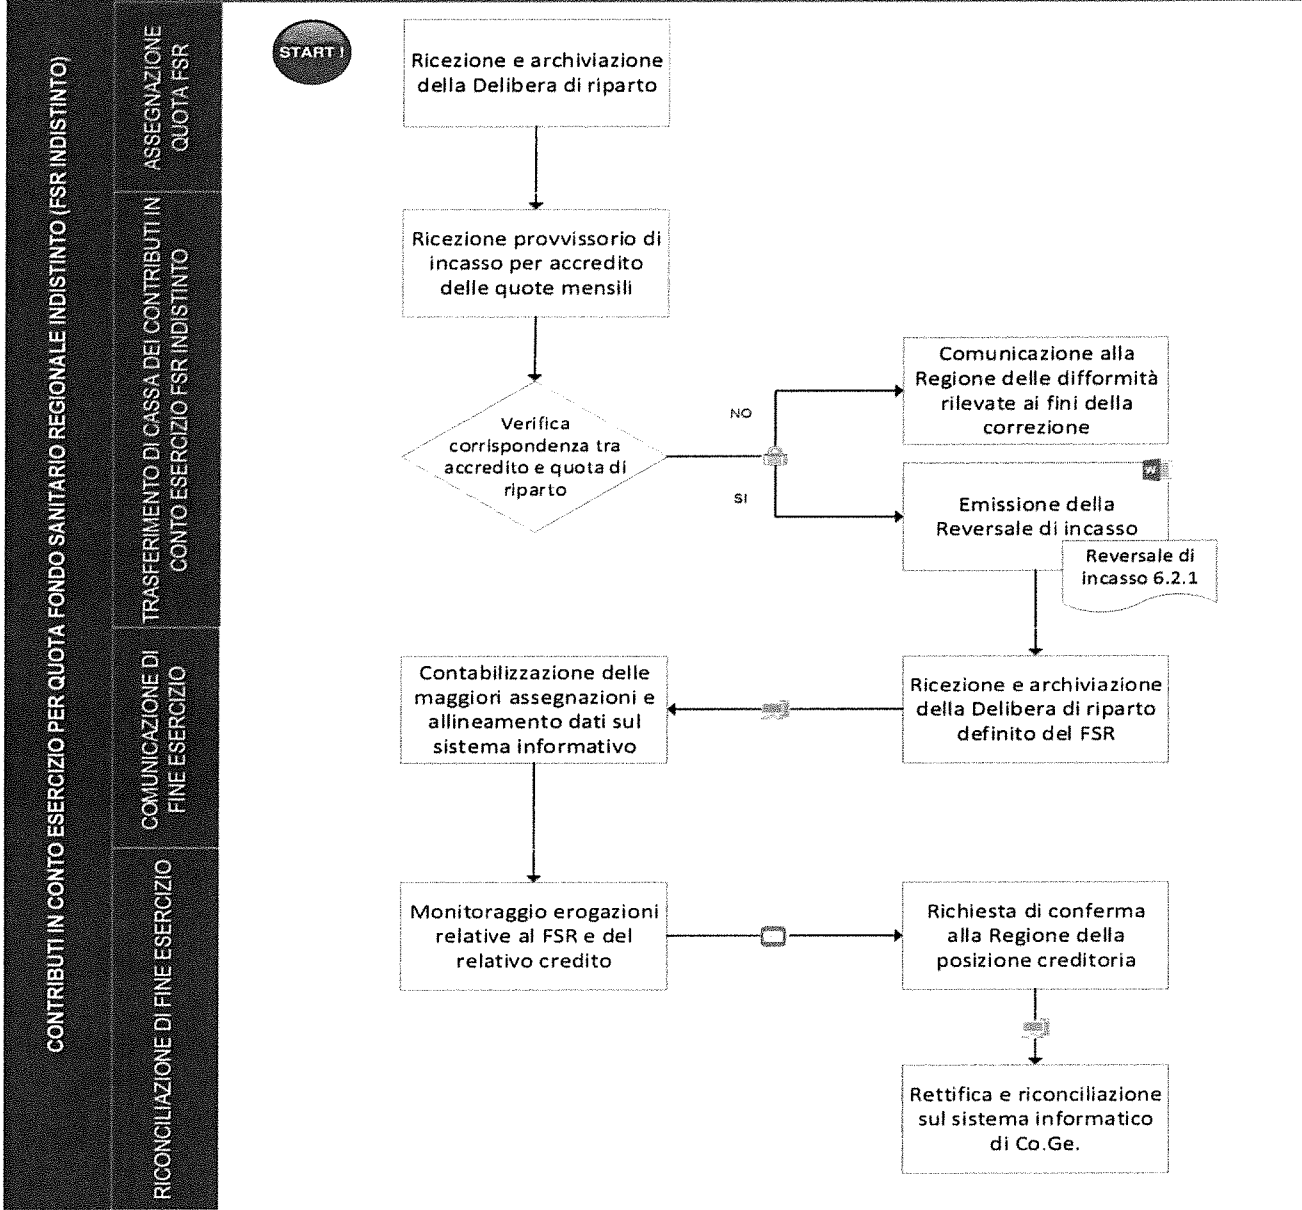 CONTRIBUTI IN CONTO ESERCIZIO PER QUOTA FONDO SANITARIO REGIONALE INDISTINTO (FSR INDISTINTO)
ASSEGNAZIONE
QUOTA FSR
START !
Ricezione e archiviazione
della Delibera di riparto
TRASFERIMENTO DI CASSA DEI CONTRIBUTI IN
CONTO ESERCIZIO FSR INDISTINTO
Ricezione provvisorio di
incasso per accredito
delle quote mensili
Verifica
corrispondenza tra
accredito e quota di
riparto
NO
Comunicazione alla
Regione delle difformità
rilevate ai fini della
correzione
SI
W
Emissione della
Reversale di incasso
Reversale di
incasso 6.2.1
COMUNICAZIONE DI
FINE ESERCIZIO
Ricezione e archiviazione
della Delibera di riparto
definito del FSR
Contabilizzazione delle
maggiori assegnazioni e
allineamento dati sul
sistema informativo
RICONCILIAZIONE DI FINE ESERCIZIO
Monitoraggio erogazioni
relative al FSR e del
relativo credito
Richiesta di conferma
alla Regione della
posizione creditoria
Rettifica e riconciliazione
sul sistema informatico
di Co.Ge.